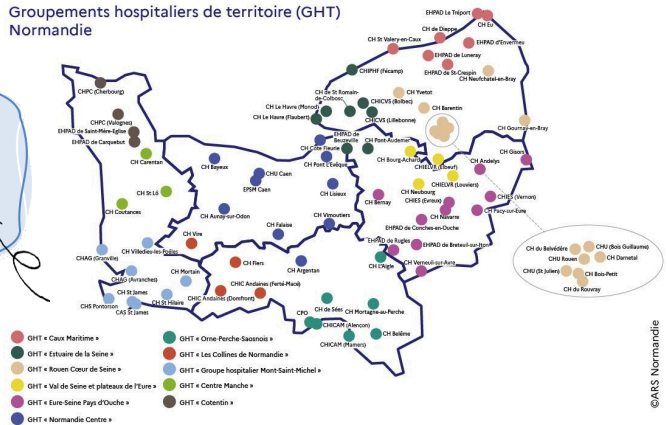 Groupements hospitaliers de territoire (GHT)
Normandie
EHPAD Le Tréport
CH Eu
CH de Dieppe
CH St Valery-en-Caux
EHPAD d'Envermeu
EHPAD de Luneray
EHPAD de St-Crespin
CH Neufchatel-en-Bray
CHIPHF (Fécamp)
CH de St Romain-
de-Colbosc
CHICVS (Bolbec)
CH Yvetot
CH Barentin
CH Le Havre (Monod)
CH Le Havre (Flaubert)
CHICVS (Lillebonne)
CH Gournay-en-Bray
CHPC (Cherbourg)
CHPC (Valognes)
EHPAD de Saint-Mère-Eglise
EHPAD de Carquebut
CH Carentan
CH Bayeux
EHPAD de
Beuzeville
CH Pont-Audemer
CH Côte Fleurie
CH Pont L'Evêque
CH Bourg-Achard
CHIELVR (Elbeuf)
CH Andelys
CH Gisors
CHU Caen
EPSM Caen
CH Lisieux
CHIELVR (Louviers)
CH Neubourg
CH Bernay
CHIES (Evreux)
CHIES (Vernon)
CH Navarre
CH Pacy-sur-Eure
CH St Lô
CH Coutances
CH Aunay-sur-Odon
CH Vimoutiers
CH Falaise
EHPAD de Conches-en-Ouche
EHPAD de Rugles
EHPAD de Breteuil-sur-Iton
CH Verneuil-sur-Avre
CH L'Aigle
CHAG (Granville)
CH Villedieu-les-Poîles
CH Vire
CH Flers
CH Argentan
CHAG (Avranches)
CH Mortain
CH St James
CH St Hilaire
CHS Pontorson
CAS St James
CHIC Andaines (Ferté-Macé)
CHIC Andaines (Domfront)
CH de Sées
CH Mortagne-au-Perche
CPO
CHICAM (Alencon)
CHICAM (Mamers)
CH Belême
CH du Belvédère
CHU (Bois Guillaume)
CHU Rouen
CH Darnetal
CHU (St Julien)
CH Bois-Petit
CH du Rouvray
GHT « Caux Maritime »
GHT « Estuaire de la Seine »
GHT « Rouen Cœur de Seine »
GHT « Val de Seine et plateaux de l'Eure »
GHT « Eure-Seine Pays d'Ouche »
GHT « Normandie Centre »
GHT « Orne-Perche-Saosnois »
GHT « Les Collines de Normandie »
GHT « Groupe hospitalier Mont-Saint-Michel »
GHT « Centre Manche »
GHT « Cotentin »
©ARS Normandie